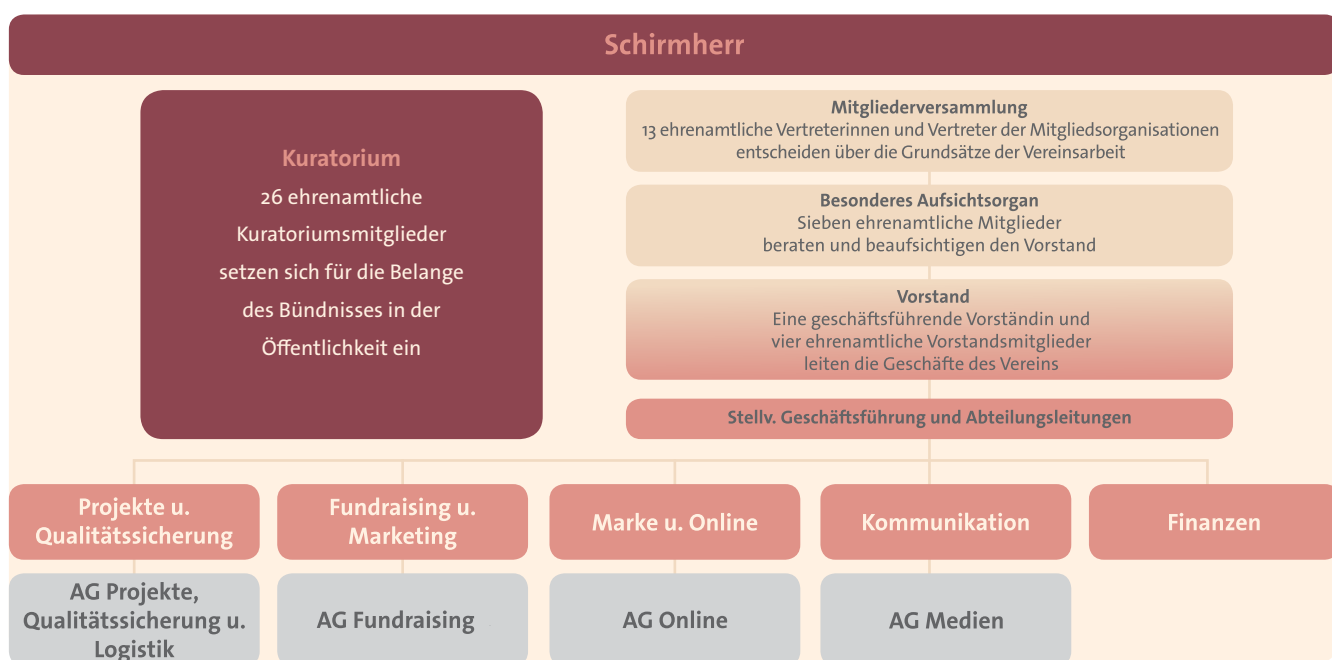 Schirmherr
Kuratorium
26 ehrenamtliche
Kuratoriumsmitglieder
setzen sich für die Belange
des Bündnisses in der
Öffentlichkeit ein
Mitgliederversammlung
13 ehrenamtliche Vertreterinnen und Vertreter der Mitgliedsorganisationen
entscheiden über die Grundsätze der Vereinsarbeit
Besonderes Aufsichtsorgan
Sieben ehrenamtliche Mitglieder
beraten und beaufsichtigen den Vorstand
Vorstand
Eine geschäftsführende Vorständin und
vier ehrenamtliche Vorstandsmitglieder
leiten die Geschäfte des Vereins
Stellv. Geschäftsführung und Abteilungsleitungen
Projekte u.
Qualitätssicherung
Fundraising u.
Marketing
Marke u. Online
Kommunikation
Finanzen
AG Projekte,
Qualitätssicherung u.
Logistik
AG Fundraising
AG Online
AG Medien